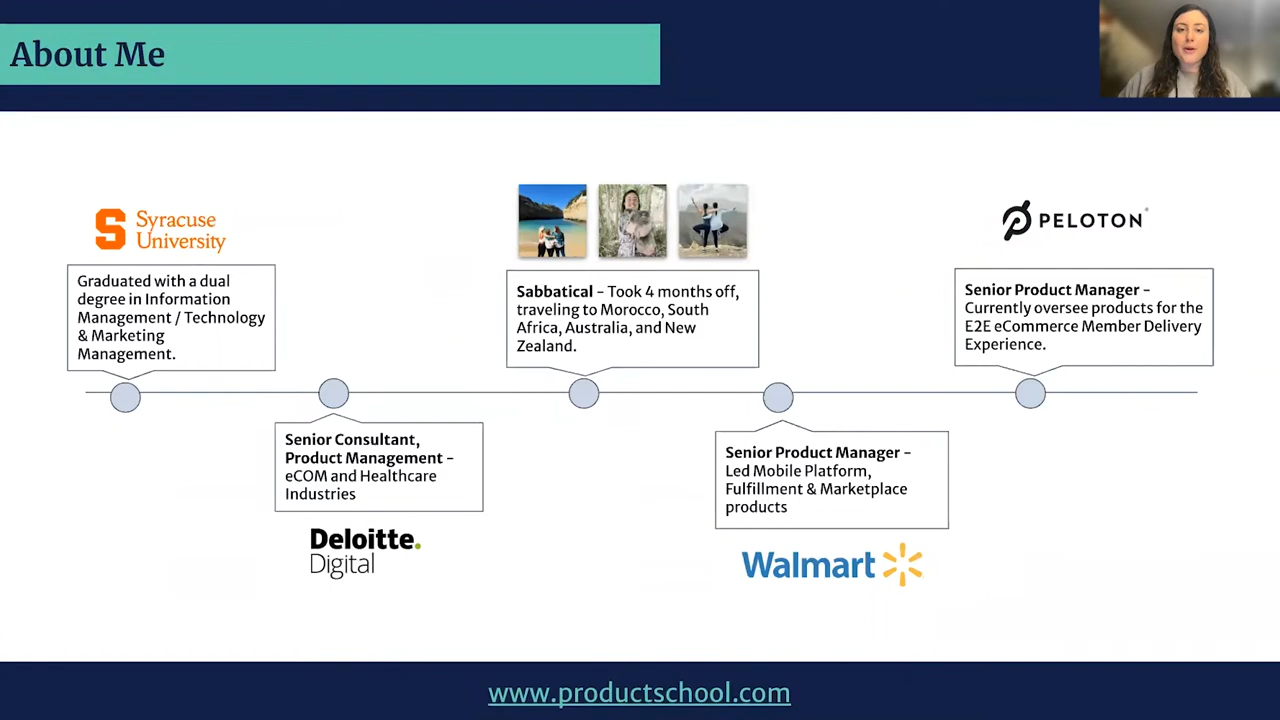 About Me
Syracuse
University
Graduated with a dual
degree in Information
Management / Technology
& Marketing
Management.
Senior Consultant,
Product Management -
eCOM and Healthcare
Industries
Deloitte.
Digital
Sabbatical - Took 4 months off,
traveling to Morocco, South
Africa, Australia, and New
Zealand.
Senior Product Manager -
Led Mobile Platform,
Fulfillment & Marketplace
products
Walmart
PELOTON
Senior Product Manager -
Currently oversee products for the
E2E eCommerce Member Delivery
Experience.
www.productschool.com